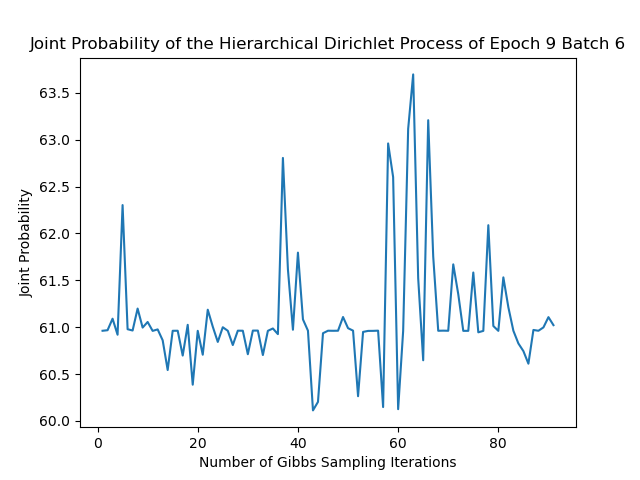 Joint Probability of the Hierarchical Dirichlet Process of Epoch 9 Batch 6
63.5
63.0
62.5
62.0
61.5
61.0
60.5
60.0
Joint Probability
0 20 40 60 80
Number of Gibbs Sampling Iterations